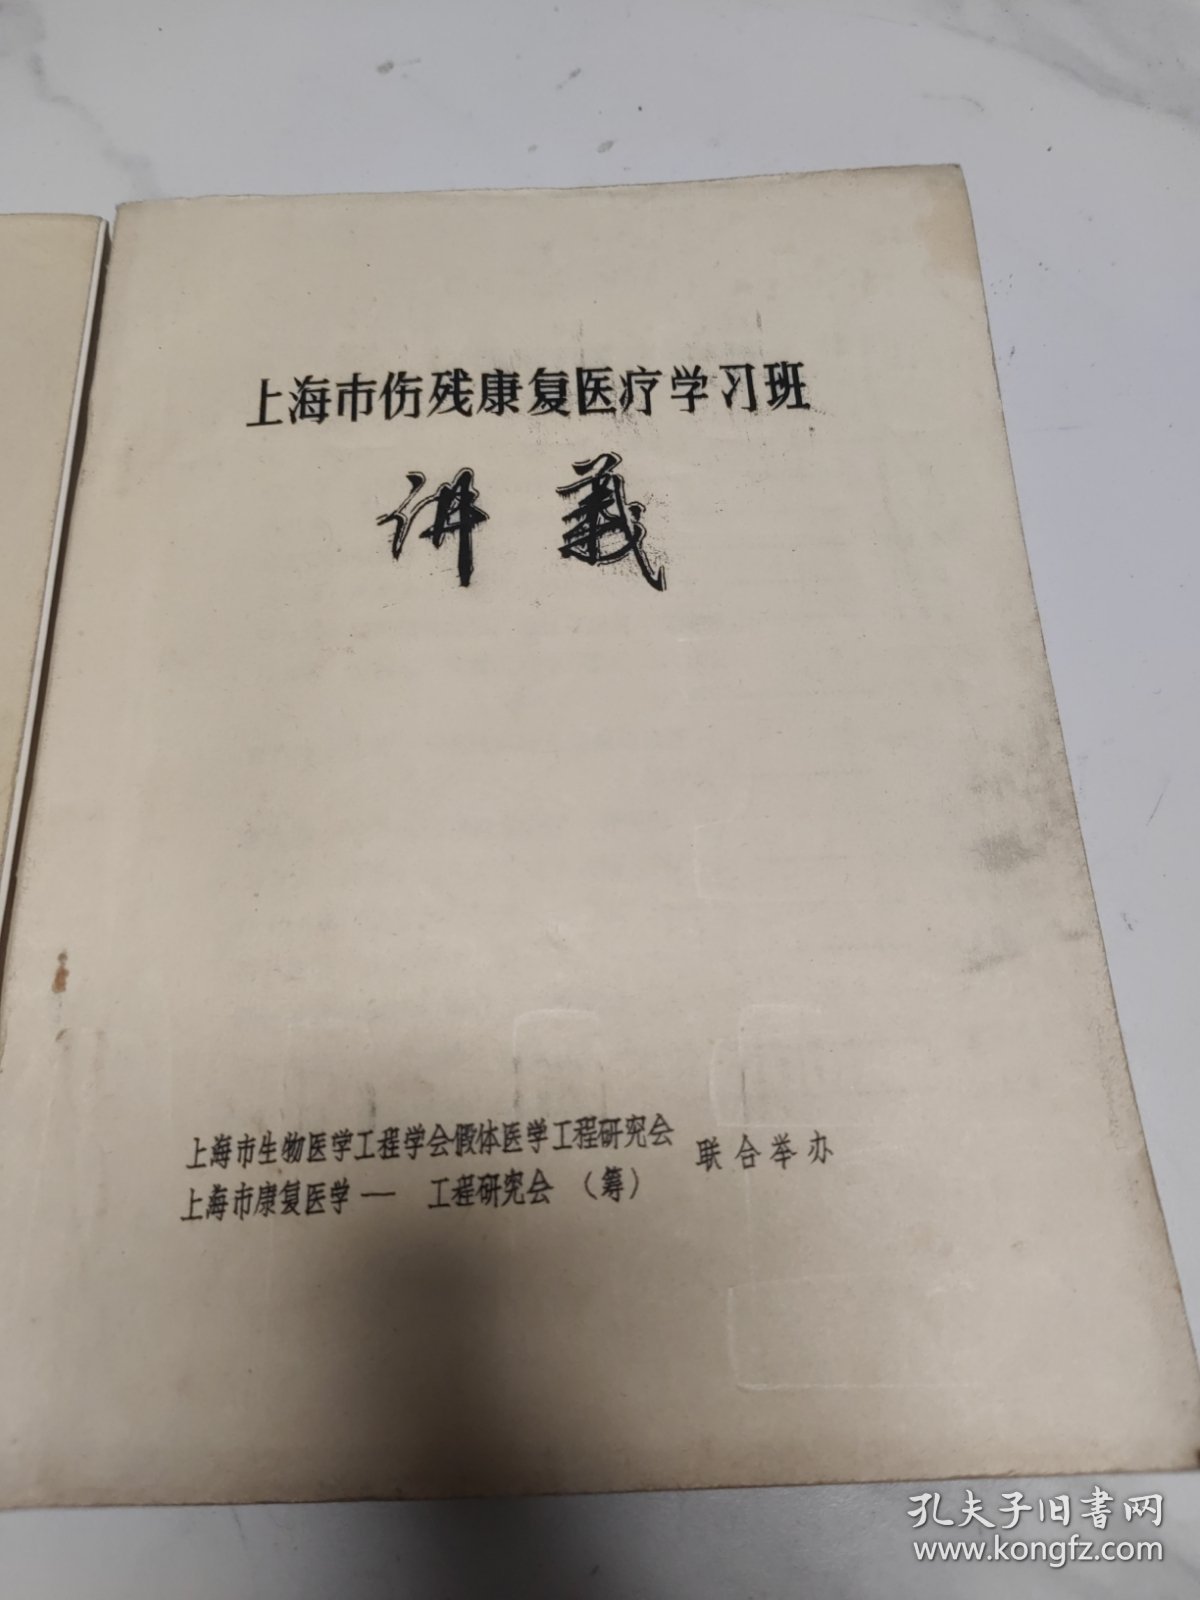 上海市伤残康复医疗学习班
讲義
上海市生物医学工程学会假体医学工程研究会
上海市康复医学— 工程研究会（筹）
联合举办
孔夫子旧書网
www.kongfz.com